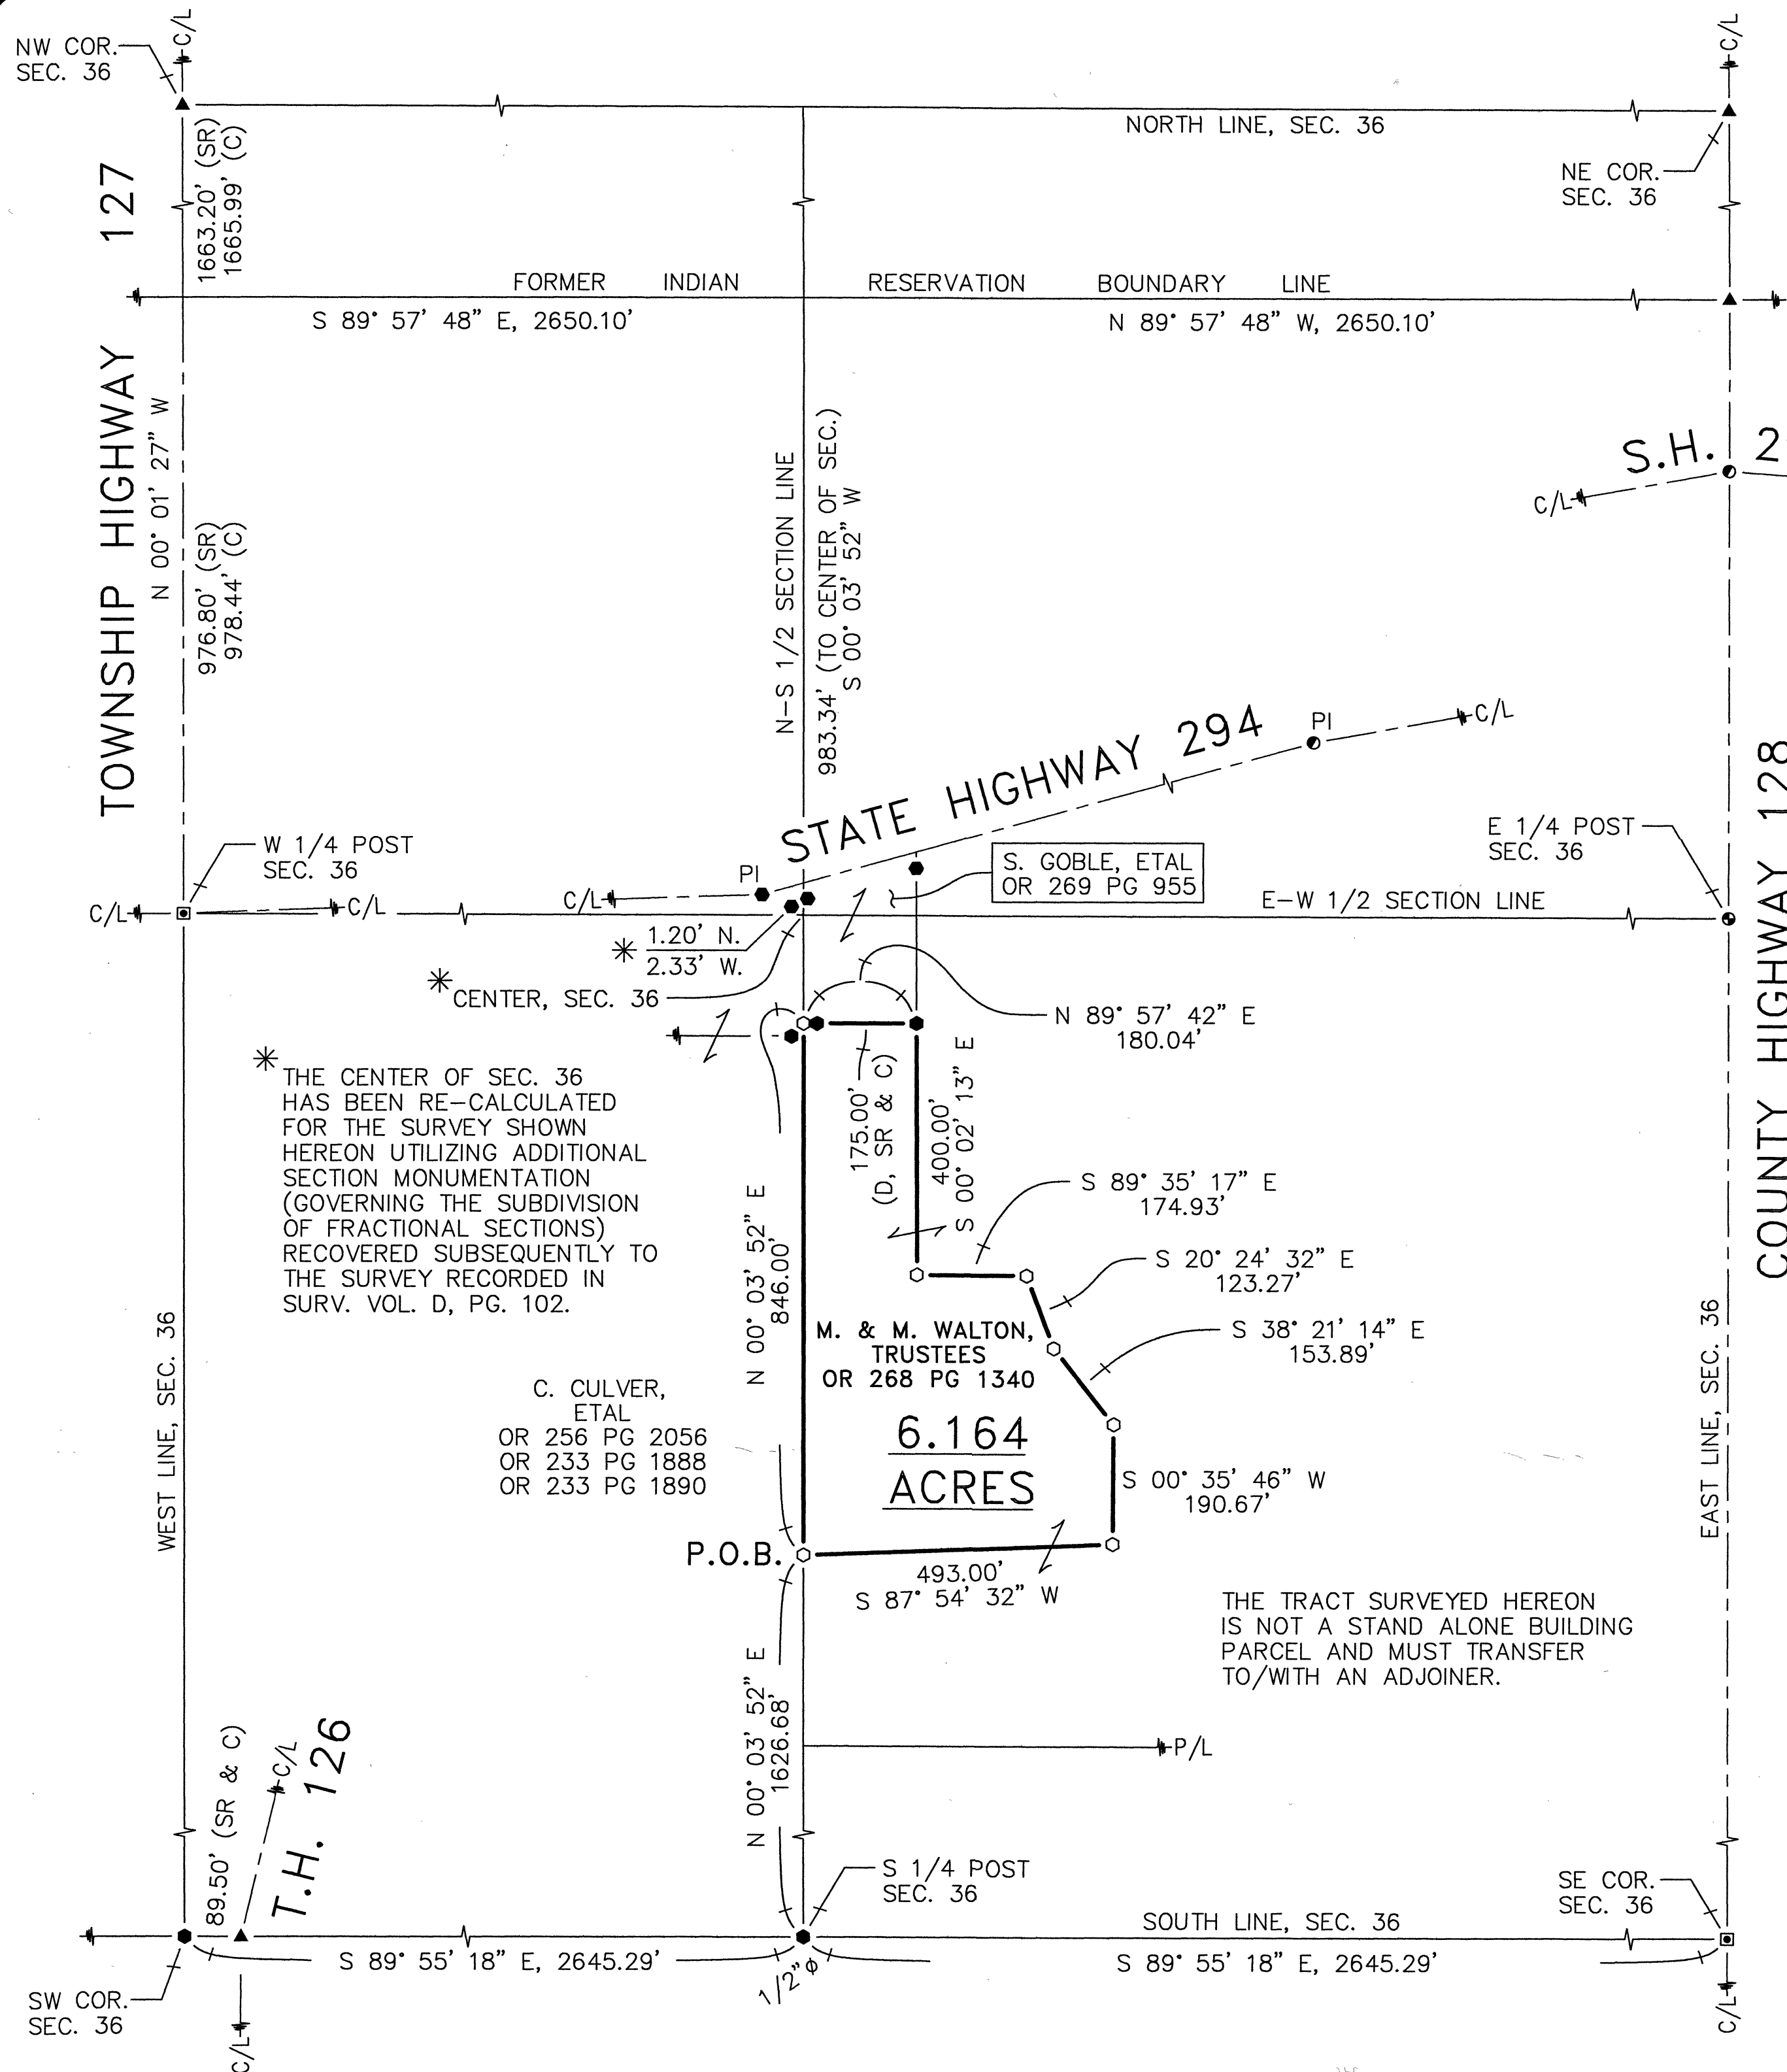 C/L
C/L
NW COR.
SEC. 36
NORTH LINE, SEC. 36
NE COR.
SEC. 36
1663.20' (SR)
1665.99' (C)
TOWNSHIP HIGHWAY 127
FORMER INDIAN RESERVATION BOUNDARY LINE
S 89° 57' 48" E, 2650.10'
N 89° 57' 48" W, 2650.10'
N 00° 01' 27" W
976.80' (SR)
978.44' (C)
N-S 1/2 SECTION LINE
983.34' (TO CENTER OF SEC.)
S 00° 03' 52" W
S.H. 2
C/L
STATE HIGHWAY 294
PI
C/L
COUNTY HIGHWAY 128
W 1/4 POST
SEC. 36
E 1/4 POST
SEC. 36
S. GOBLE, ETAL
OR 269 PG 955
PI
C/L
C/L
C/L
E-W 1/2 SECTION LINE
* 1.20' N.
2.33' W.
*CENTER, SEC. 36
N 89° 57' 42" E
180.04'
* THE CENTER OF SEC. 36
HAS BEEN RE-CALCULATED
FOR THE SURVEY SHOWN
HEREON UTILIZING ADDITIONAL
SECTION MONUMENTATION
(GOVERNING THE SUBDIVISION
OF FRACTIONAL SECTIONS)
RECOVERED SUBSEQUENTLY TO
THE SURVEY RECORDED IN
SURV. VOL. D, PG. 102.
175.00'
(D, SR & C)
400.00'
S 00° 02' 13" E
S 89° 35' 17" E
174.93'
S 20° 24' 32" E
123.27'
S 38° 21' 14" E
153.89'
N 00° 03' 52" E
846.00'
M. & M. WALTON,
TRUSTEES
OR 268 PG 1340
6.164
ACRES
WEST LINE, SEC. 36
EAST LINE, SEC. 36
C. CULVER,
ETAL
OR 256 PG 2056
OR 233 PG 1888
OR 233 PG 1890
S 00° 35' 46" W
190.67'
P.O.B.
493.00'
S 87° 54' 32" W
THE TRACT SURVEYED HEREON
IS NOT A STAND ALONE BUILDING
PARCEL AND MUST TRANSFER
TO/WITH AN ADJOINER.
N 00° 03' 52" E
1626.68'
P/L
89.50' (SR & C)
C/L
T.H. 126
S 1/4 POST
SEC. 36
SE COR.
SEC. 36
SOUTH LINE, SEC. 36
S 89° 55' 18" E, 2645.29'
S 89° 55' 18" E, 2645.29'
1/2" ø
SW COR.
SEC. 36
C/L
C/L